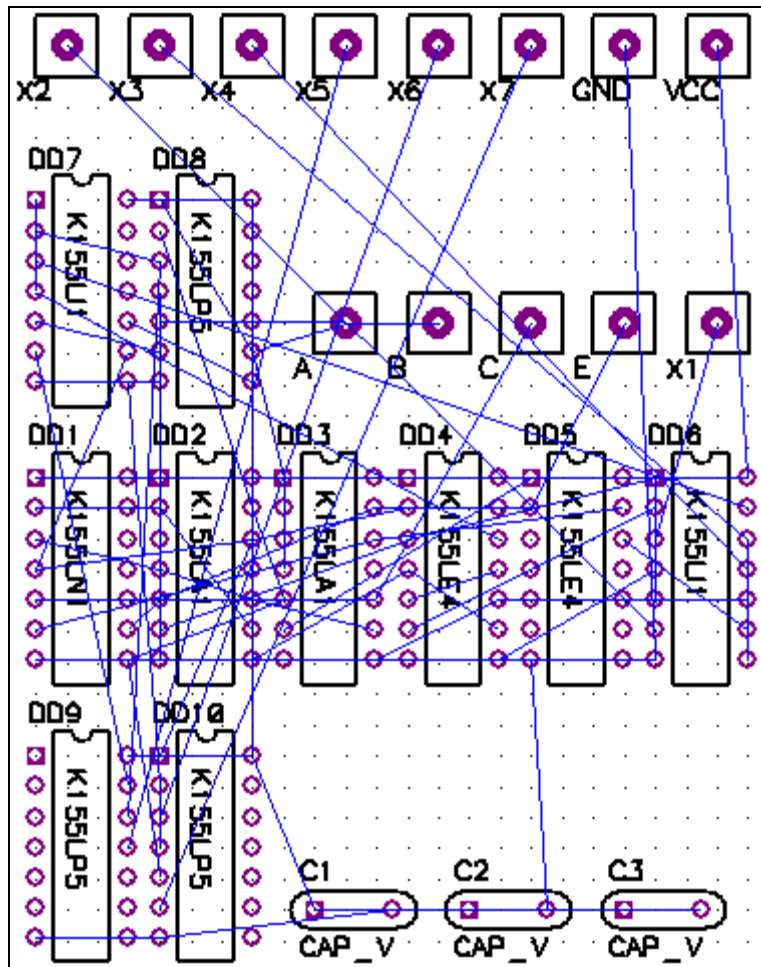 X2 X3 X4 X5 X6 X7 GND VCC
DD7 DD8
K155LI1 K155LP5
A B C E X1
DD1 DD2 DD3 DD4 DD5 DD6
K155LN1 K155LA1 K155LA1 K155LE4 K155LE4 K155LI1
DD9 DD10
K155LP5 K155LP5
C1 C2 C3
CAP_V CAP_V CAP_V